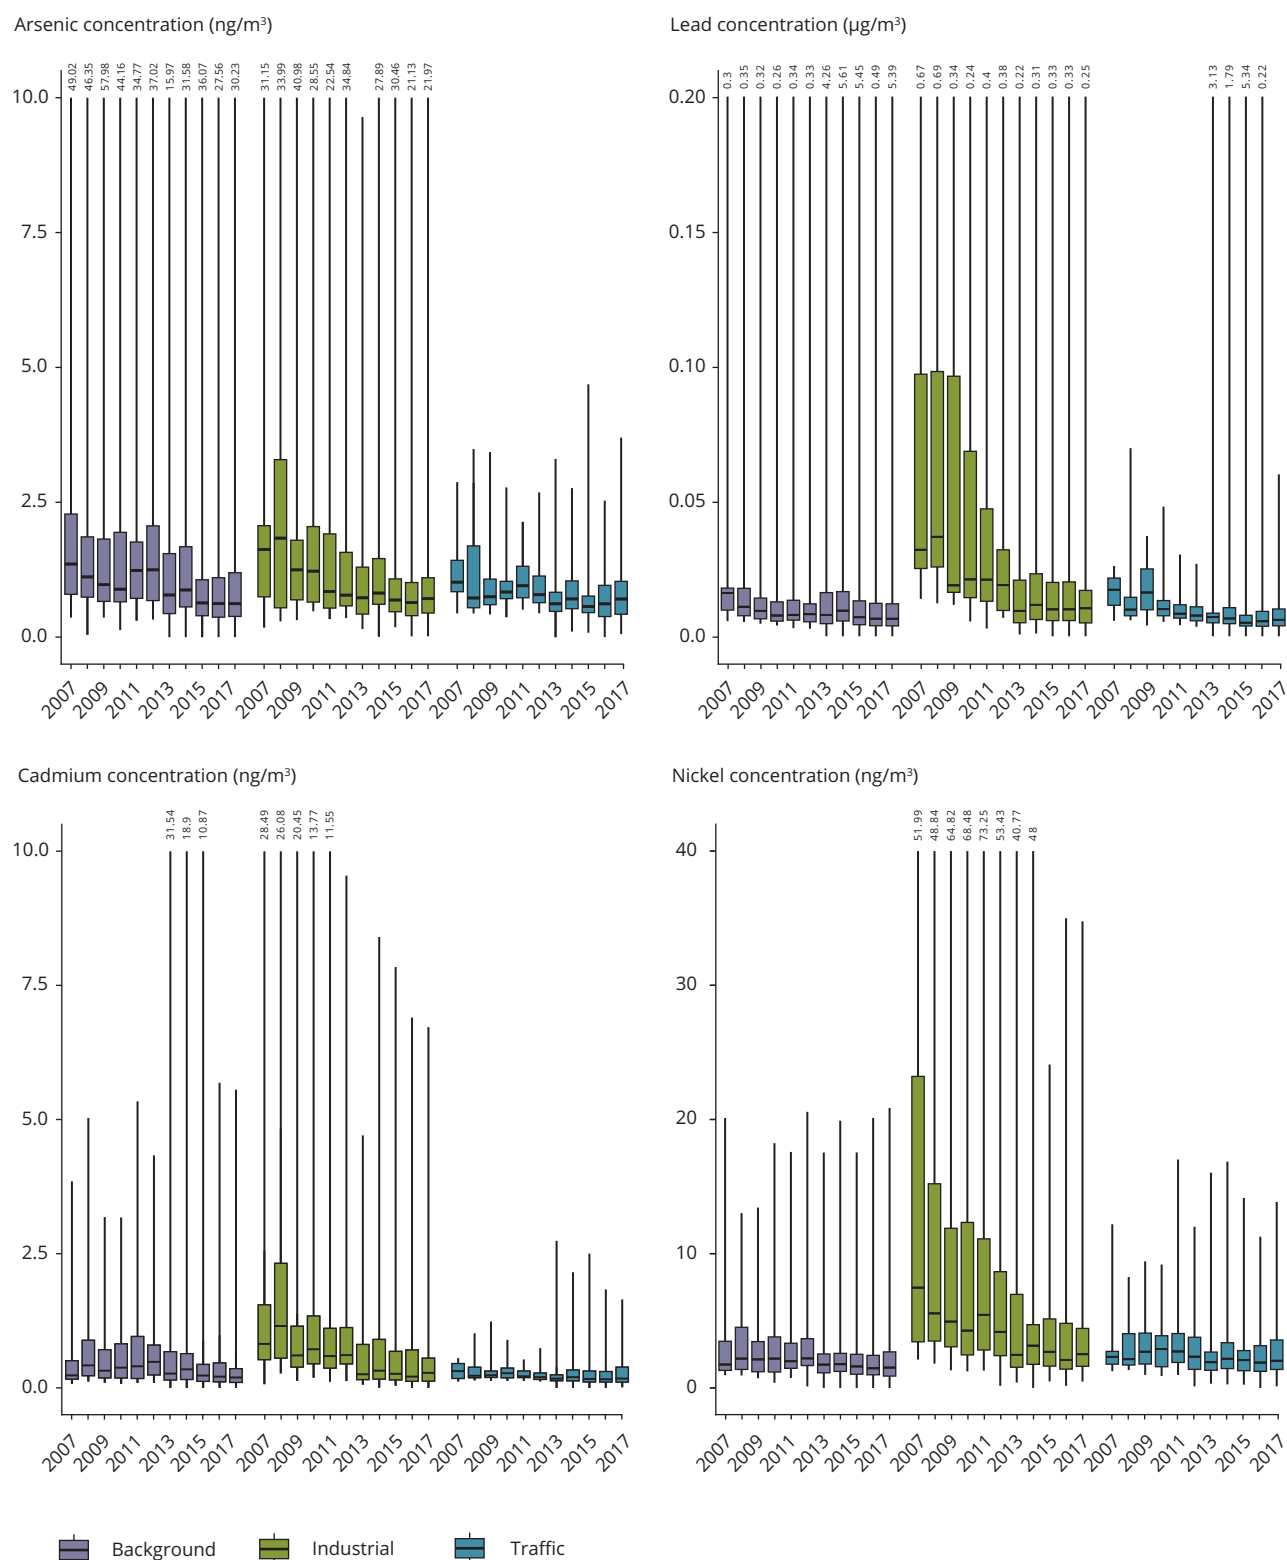 Arsenic concentration (ng/m³)
49.02 46.35 57.98 44.16 34.77 37.02 15.97 31.58 36.07 27.56 30.23 31.15 33.99 40.98 28.55 22.54 34.84 27.89 30.46 21.13 21.97
10.0
7.5
5.0
2.5
0.0
2007 2009 2011 2013 2015 2017 2007 2009 2011 2013 2015 2017 2007 2009 2011 2013 2015 2017
Lead concentration (µg/m³)
0.3 0.35 0.32 0.26 0.34 0.33 4.26 5.61 5.45 0.49 5.39 0.67 0.69 0.34 0.24 0.4 0.38 0.22 0.31 0.33 0.33 0.25 3.13 1.79 5.34 0.22
0.20
0.15
0.10
0.05
0.0
2007 2009 2011 2013 2015 2017 2007 2009 2011 2013 2015 2017 2007 2009 2011 2013 2015 2017
Cadmium concentration (ng/m³)
31.54 18.9 10.87 28.49 26.08 20.45 13.77 11.55
10.0
7.5
5.0
2.5
0.0
2007 2009 2011 2013 2015 2017 2007 2009 2011 2013 2015 2017 2007 2009 2011 2013 2015 2017
Nickel concentration (ng/m³)
51.99 48.84 64.82 68.48 73.25 53.43 40.77 48
40
30
20
10
0
2007 2009 2011 2013 2015 2017 2007 2009 2011 2013 2015 2017 2007 2009 2011 2013 2015 2017
Background Industrial Traffic